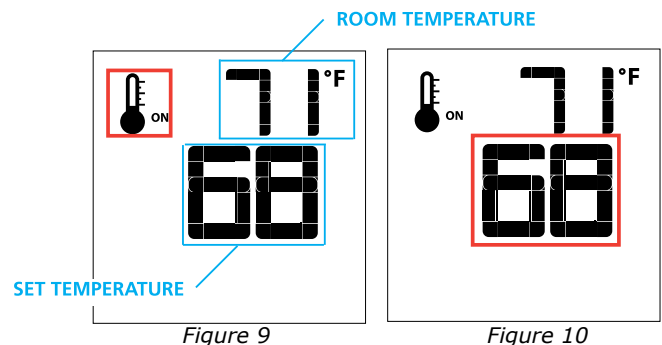 ROOM TEMPERATURE
71 °F
ON
68
SET TEMPERATURE
Figure 9
71 °F
ON
68
Figure 10